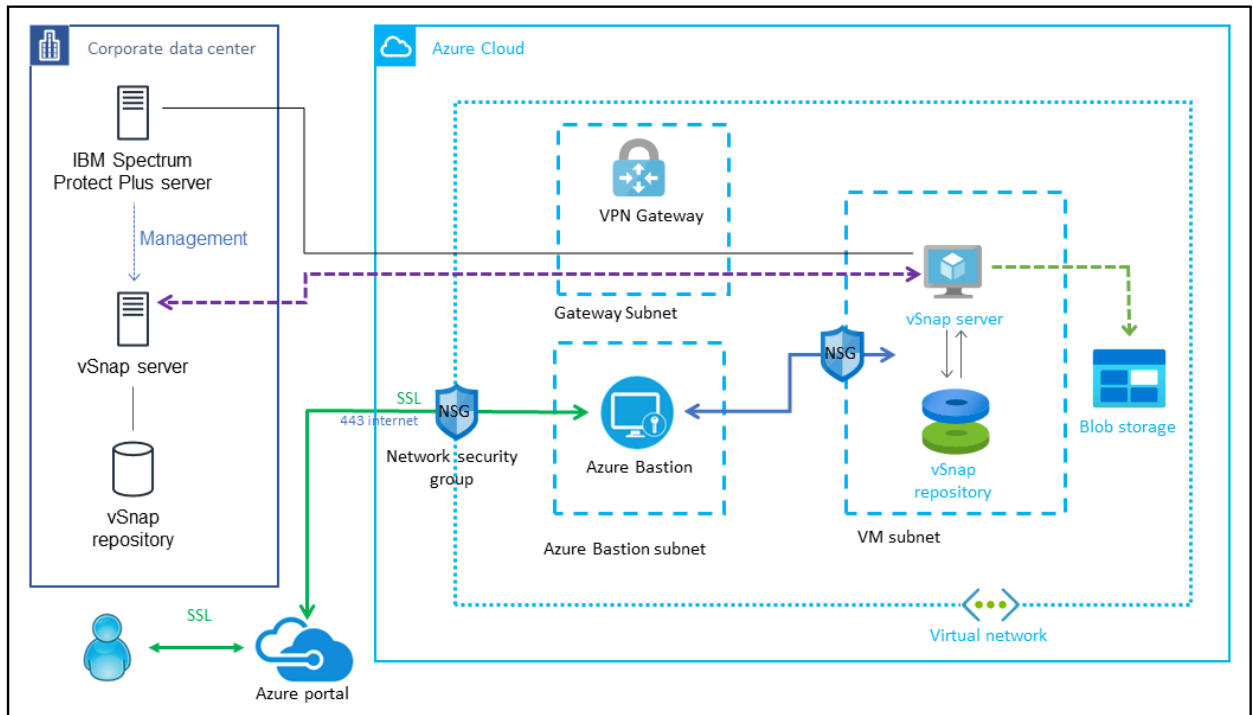 Corporate data center
IBM Spectrum
Protect Plus server
Management
vSnap server
vSnap
repository
Azure Cloud
VPN Gateway
Gateway Subnet
vSnap server
NSG
Blob storage
SSL
443 internet
NSG
Network security
group
Azure Bastion
Azure Bastion subnet
vSnap
repository
VM subnet
Virtual network
SSL
Azure portal